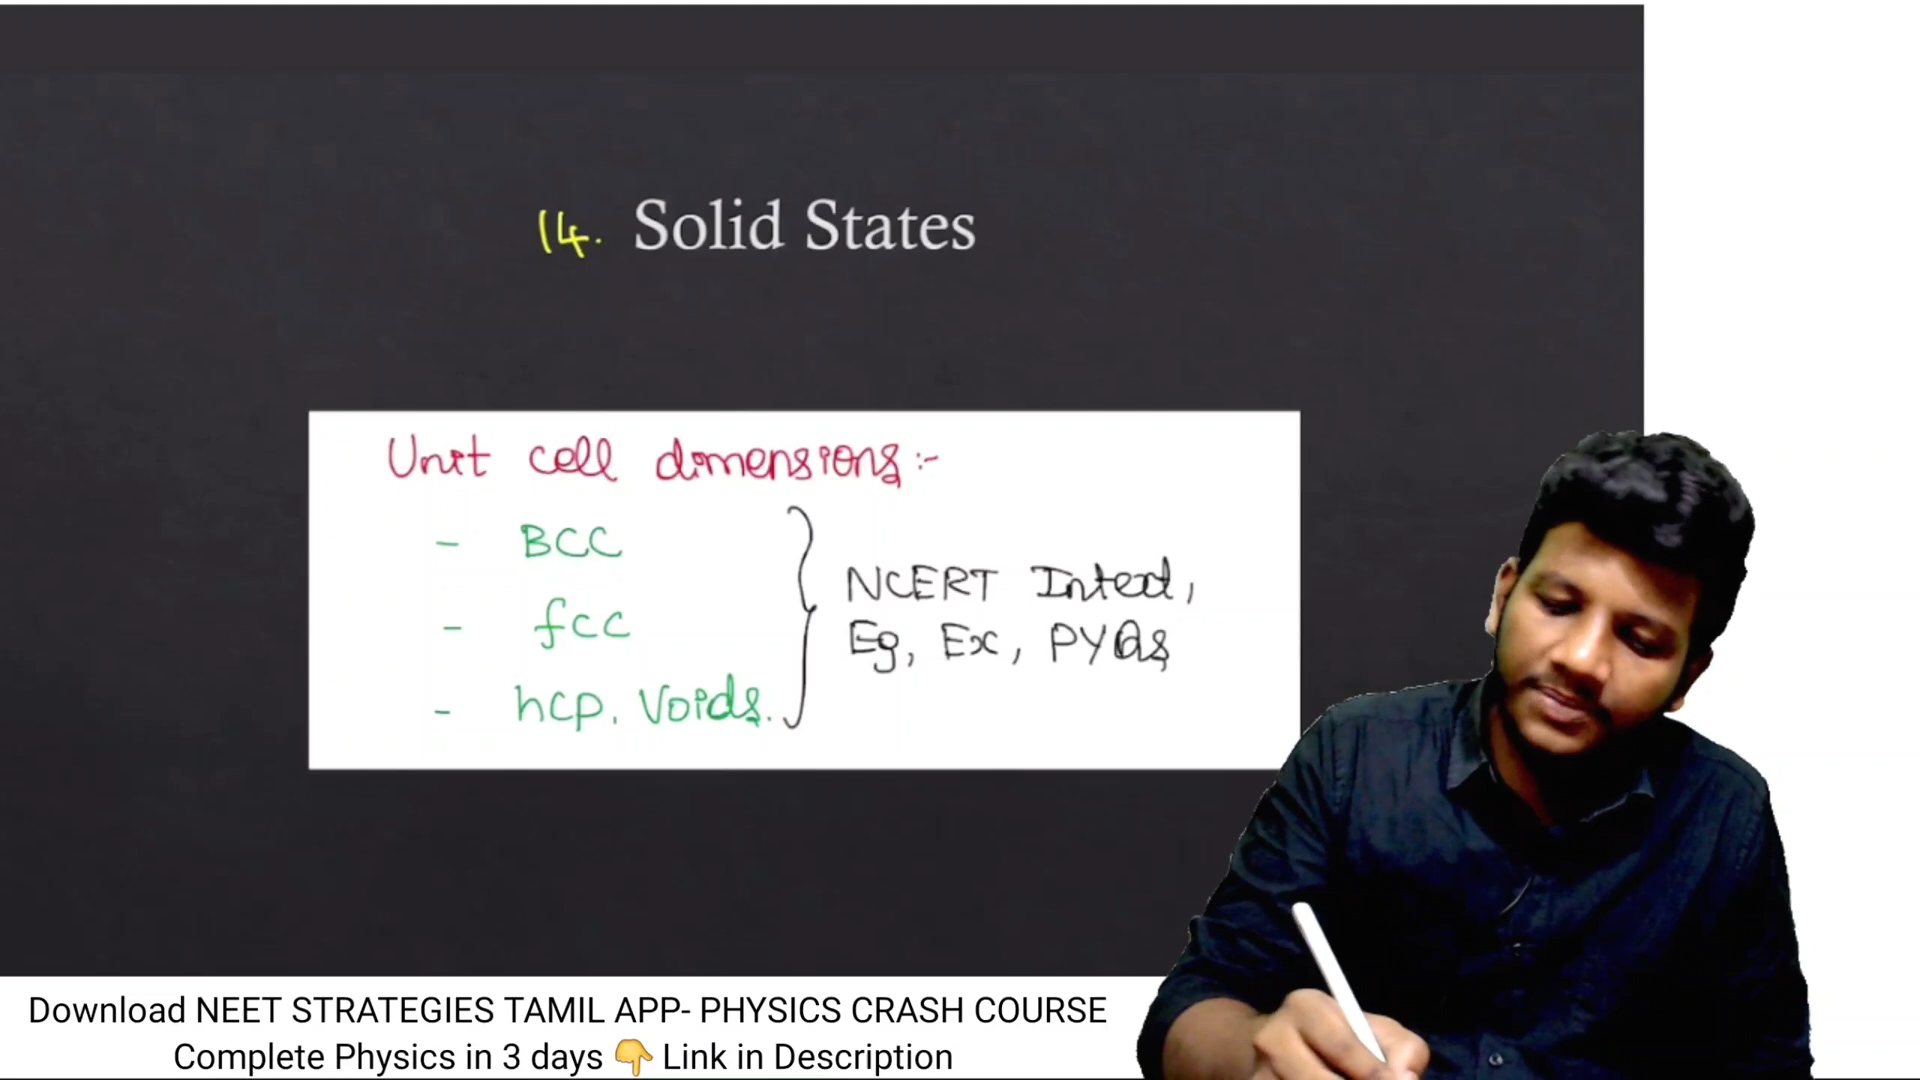 14. Solid States
Unit cell dimensions:-
- BCC
- fcc
- hcp, Voids.
NCERT Intext,
Eg, Ex, PYQs
Download NEET STRATEGIES TAMIL APP- PHYSICS CRASH COURSE
Complete Physics in 3 days 👇 Link in Description